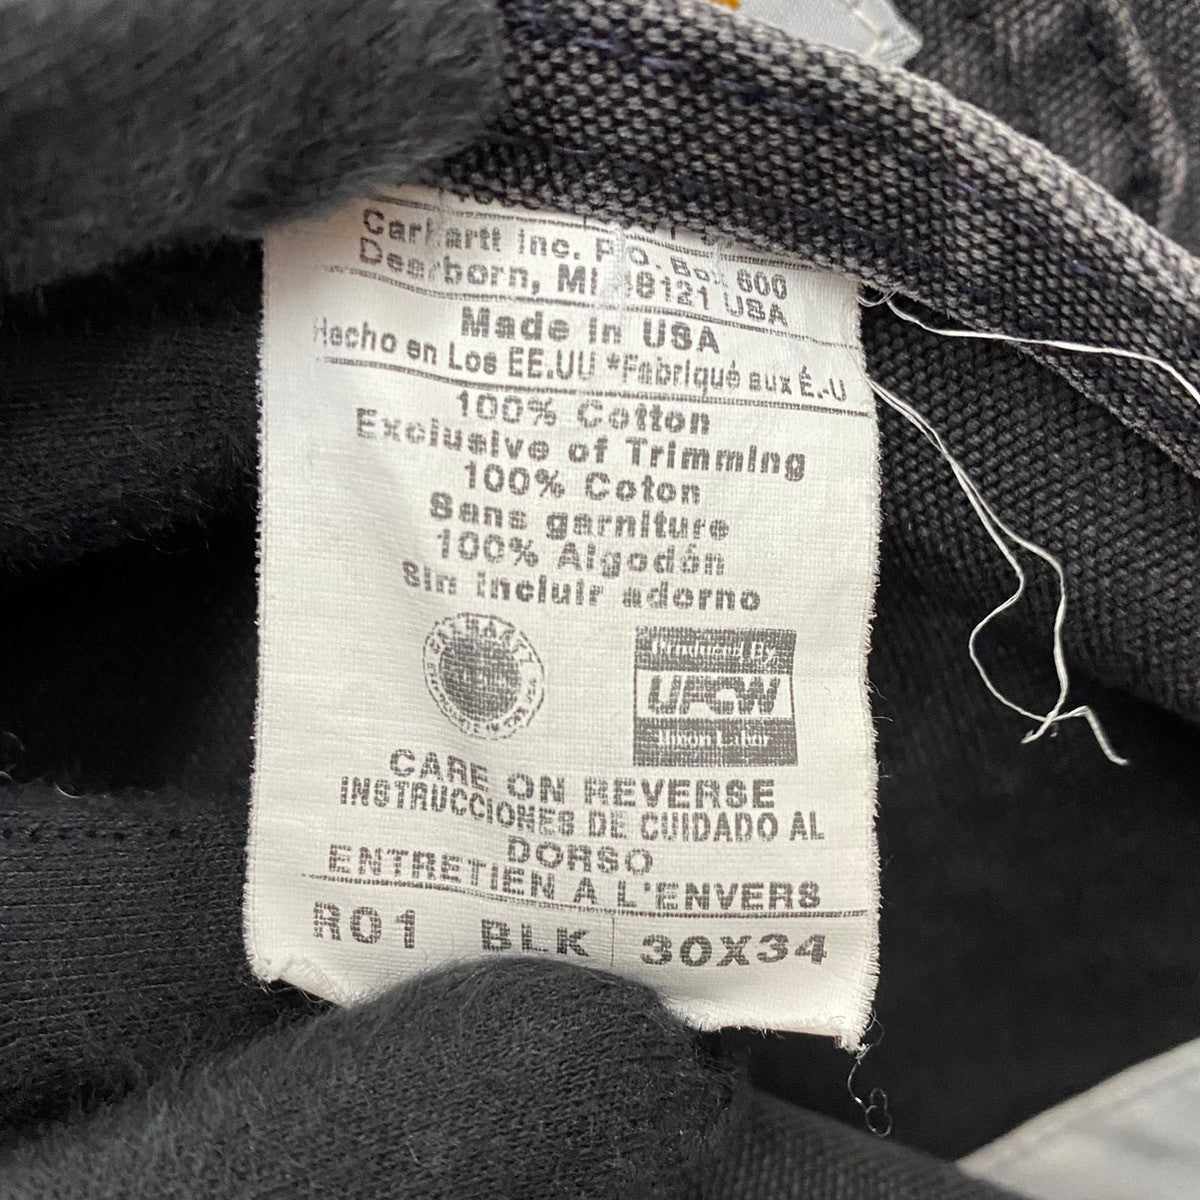 Carhartt Inc. P.O. Box 600
Dearborn, MI 48121 USA
Made in USA
Hecho en Los EE.UU *Fabriqué aux É.-U
100% Cotton
Exclusive of Trimming
100% Coton
Sans garniture
100% Algodón
Sin incluir adorno
CARHARTT
Produced By
UFCW
Union Labor
CARE ON REVERSE
INSTRUCCIONES DE CUIDADO AL
DORSO
ENTRETIEN A L'ENVERS
R01 BLK 30X34